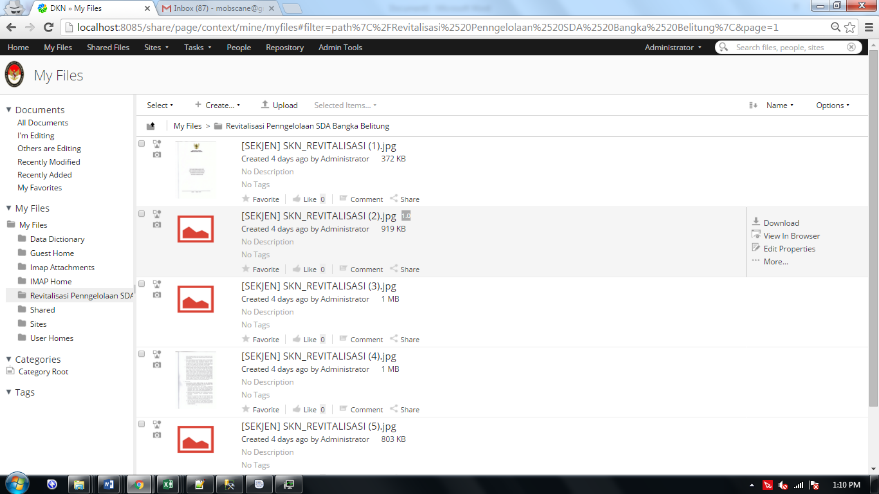 DKN » My Files
Inbox (87) - mobscane@g
localhost:8085/share/page/context/mine/myfiles#filter=path%7C%2FRevitalisasi%2520Penngelolaan%2520SDA%2520Bangka%2520Belitung%7C&page=1
Home My Files Shared Files Sites Tasks People Repository Admin Tools Administrator Search files, people, sites
My Files
Documents
All Documents
I'm Editing
Others are Editing
Recently Modified
Recently Added
My Favorites
My Files
My Files
Data Dictionary
Guest Home
Imap Attachments
IMAP Home
Revitalisasi Penngelolaan SDA
Shared
Sites
User Homes
Categories
Category Root
Tags
Select Create... Upload Selected Items... Name Options
My Files > Revitalisasi Penngelolaan SDA Bangka Belitung
[SEKJEN] SKN_REVITALISASI (1).jpg
Created 4 days ago by Administrator 372 KB
No Description
No Tags
Favorite Like 0 Comment Share
[SEKJEN] SKN_REVITALISASI (2).jpg 1.0
Created 4 days ago by Administrator 919 KB
No Description
No Tags
Favorite Like 0 Comment Share
Download
View In Browser
Edit Properties
More...
[SEKJEN] SKN_REVITALISASI (3).jpg
Created 4 days ago by Administrator 1 MB
No Description
No Tags
Favorite Like 0 Comment Share
[SEKJEN] SKN_REVITALISASI (4).jpg
Created 4 days ago by Administrator 1 MB
No Description
No Tags
Favorite Like 0 Comment Share
[SEKJEN] SKN_REVITALISASI (5).jpg
Created 4 days ago by Administrator 803 KB
No Description
No Tags
1:10 PM